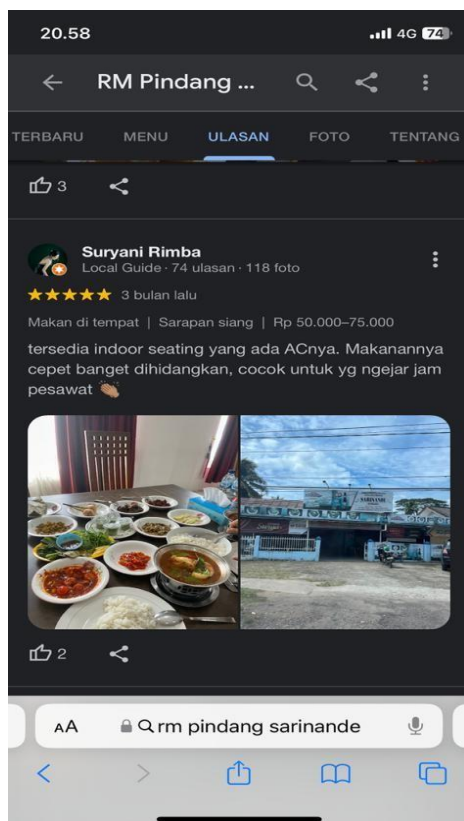 20.58
4G 74
RM Pindang ...
TERBARU MENU ULASAN FOTO TENTANG
3
Suryani Rimba
Local Guide · 74 ulasan · 118 foto
3 bulan lalu
Makan di tempat | Sarapan siang | Rp 50.000–75.000
tersedia indoor seating yang ada ACnya. Makanannya
cepet banget dihidangkan, cocok untuk yg ngejar jam
pesawat
SARINANDE
2
AA rm pindang sarinande